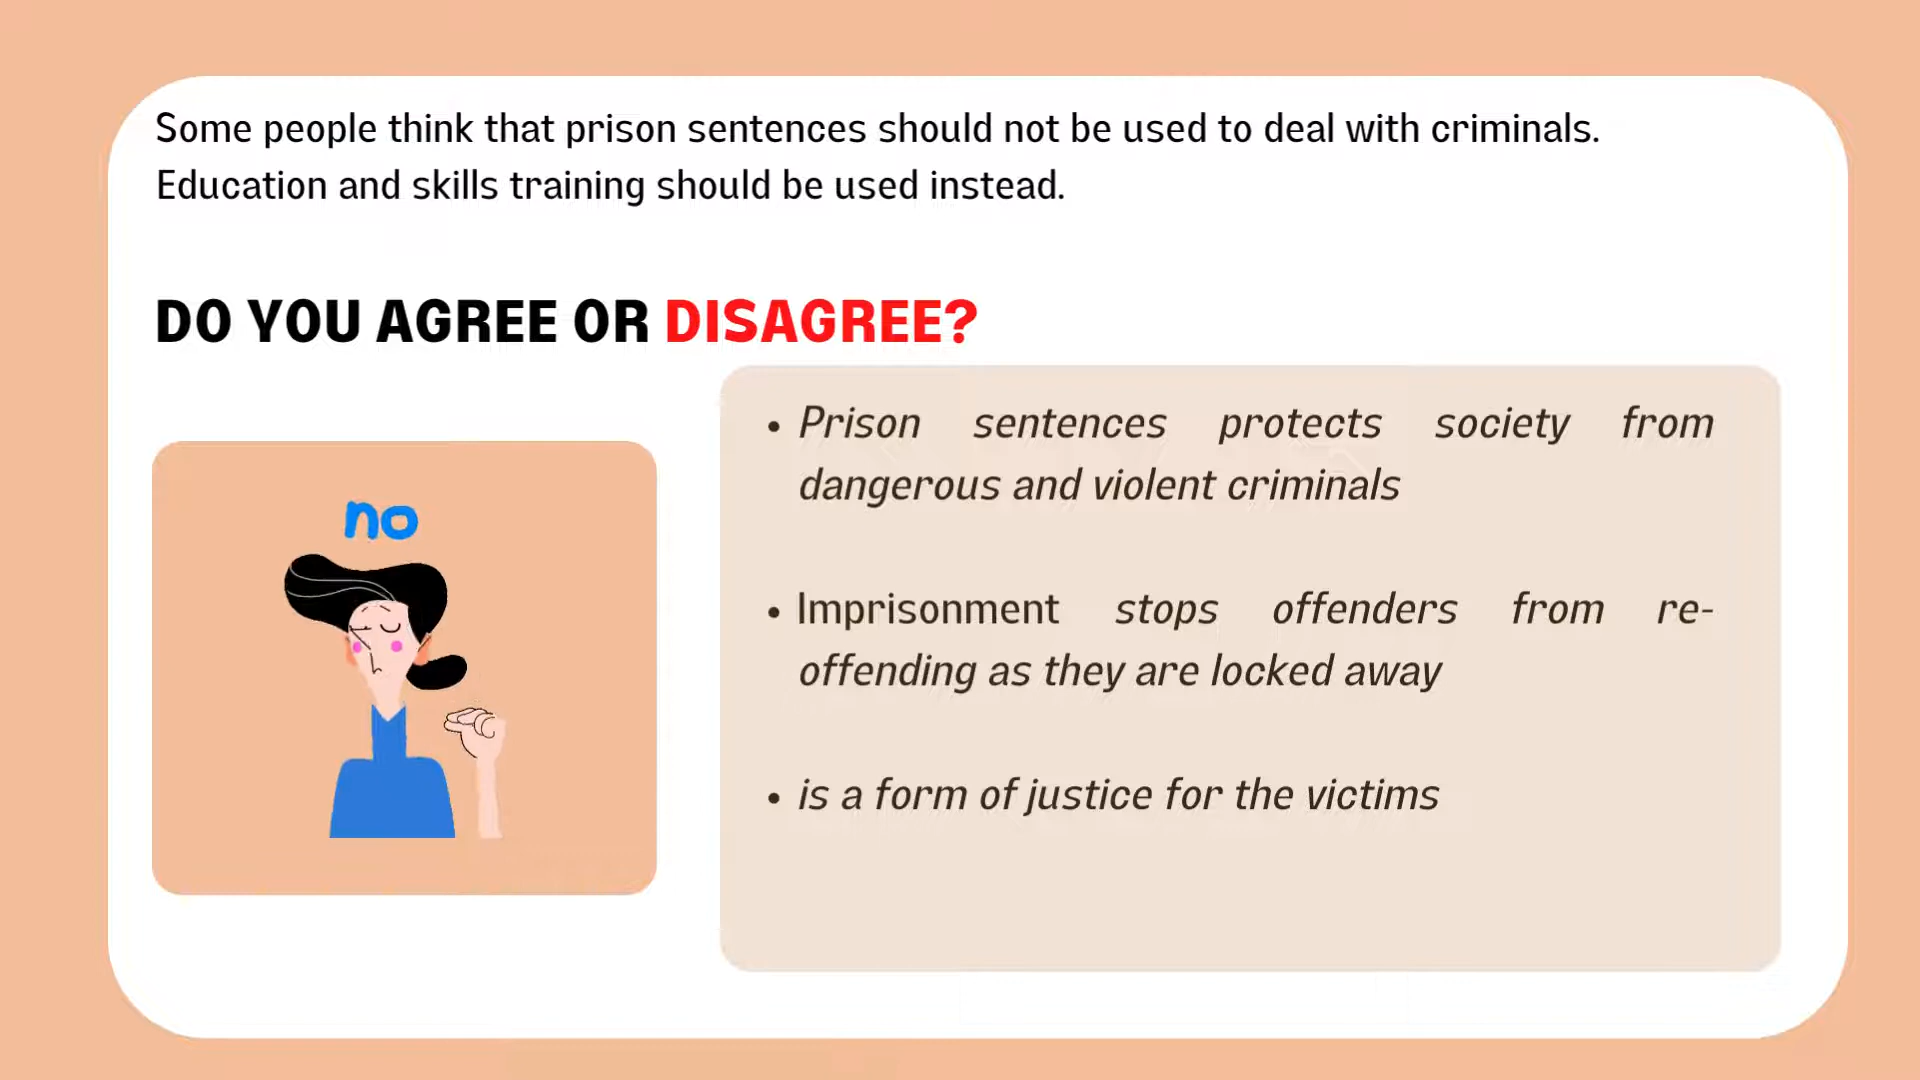 Some people think that prison sentences should not be used to deal with criminals.
Education and skills training should be used instead.
DO YOU AGREE OR DISAGREE?
no
• Prison sentences protects society from
dangerous and violent criminals
• Imprisonment stops offenders from re-
offending as they are locked away
• is a form of justice for the victims